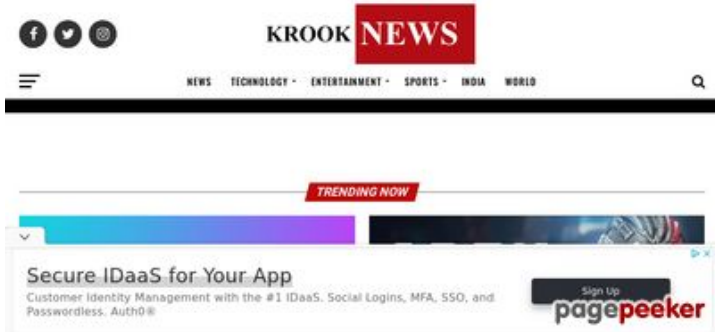 KROOK NEWS
NEWS TECHNOLOGY ENTERTAINMENT SPORTS INDIA WORLD
TRENDING NOW
Secure IDaaS for Your App
Customer Identity Management with the #1 IDaaS. Social Logins, MFA, SSO, and
Passwordless. Auth0®
Sign Up
pagepeeker